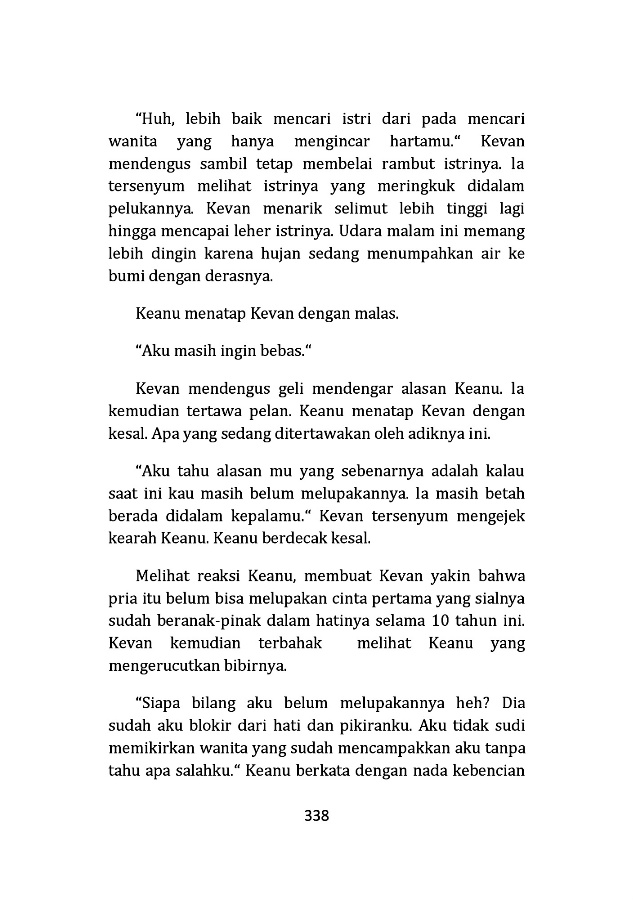 “Huh, lebih baik mencari istri dari pada mencari
wanita yang hanya mengincar hartamu.“ Kevan
mendengus sambil tetap membelai rambut istrinya. Ia
tersenyum melihat istrinya yang meringkuk didalam
pelukannya. Kevan menarik selimut lebih tinggi lagi
hingga mencapai leher istrinya. Udara malam ini memang
lebih dingin karena hujan sedang menumpahkan air ke
bumi dengan derasnya.
Keanu menatap Kevan dengan malas.
“Aku masih ingin bebas.“
Kevan mendengus geli mendengar alasan Keanu. Ia
kemudian tertawa pelan. Keanu menatap Kevan dengan
kesal. Apa yang sedang ditertawakan oleh adiknya ini.
“Aku tahu alasan mu yang sebenarnya adalah kalau
saat ini kau masih belum melupakannya. Ia masih betah
berada didalam kepalamu.“ Kevan tersenyum mengejek
kearah Keanu. Keanu berdecak kesal.
Melihat reaksi Keanu, membuat Kevan yakin bahwa
pria itu belum bisa melupakan cinta pertama yang sialnya
sudah beranak-pinak dalam hatinya selama 10 tahun ini.
Kevan kemudian terbahak melihat Keanu yang
mengerucutkan bibirnya.
“Siapa bilang aku belum melupakannya heh? Dia
sudah aku blokir dari hati dan pikiranku. Aku tidak sudi
memikirkan wanita yang sudah mencampakkan aku tanpa
tahu apa salahku.“ Keanu berkata dengan nada kebencian
338